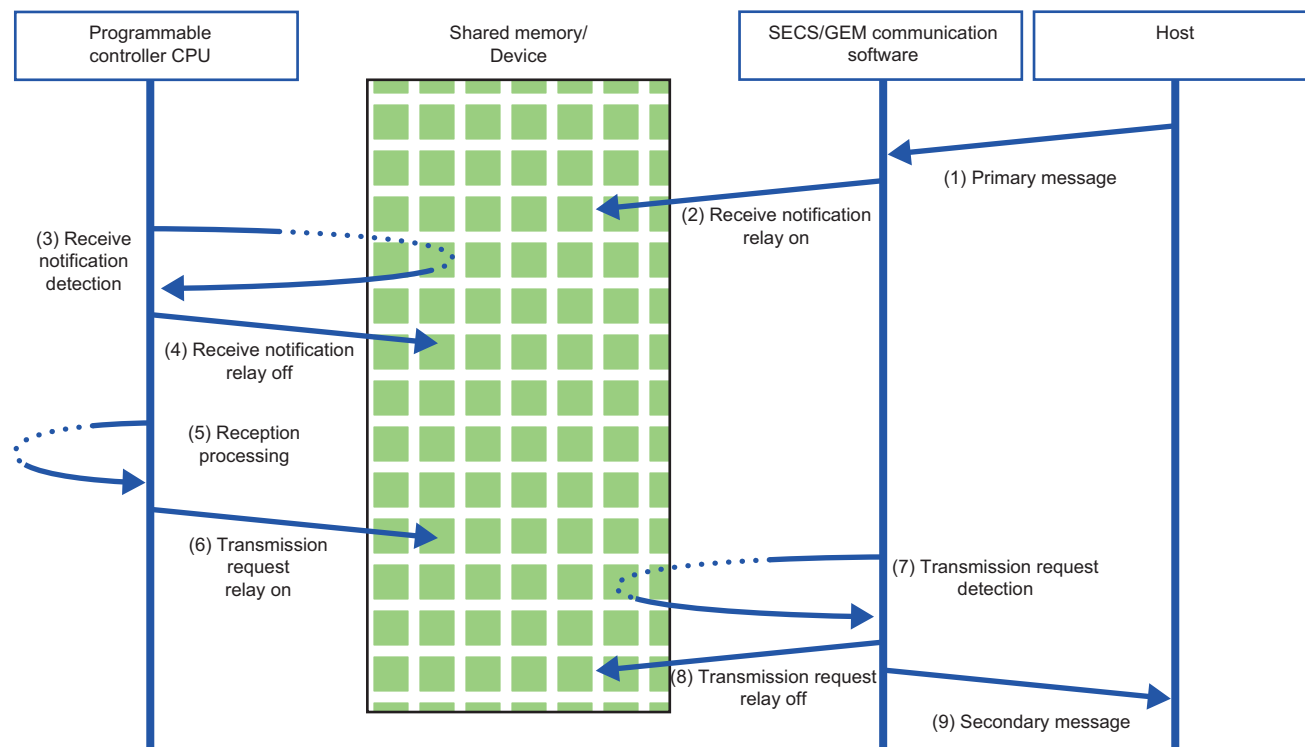 Programmable
controller CPU
Shared memory/
Device
SECS/GEM communication
software
Host
(1) Primary message
(2) Receive notification
relay on
(3) Receive
notification
detection
(4) Receive notification
relay off
(5) Reception
processing
(6) Transmission
request
relay on
(7) Transmission request
detection
(8) Transmission request
relay off
(9) Secondary message